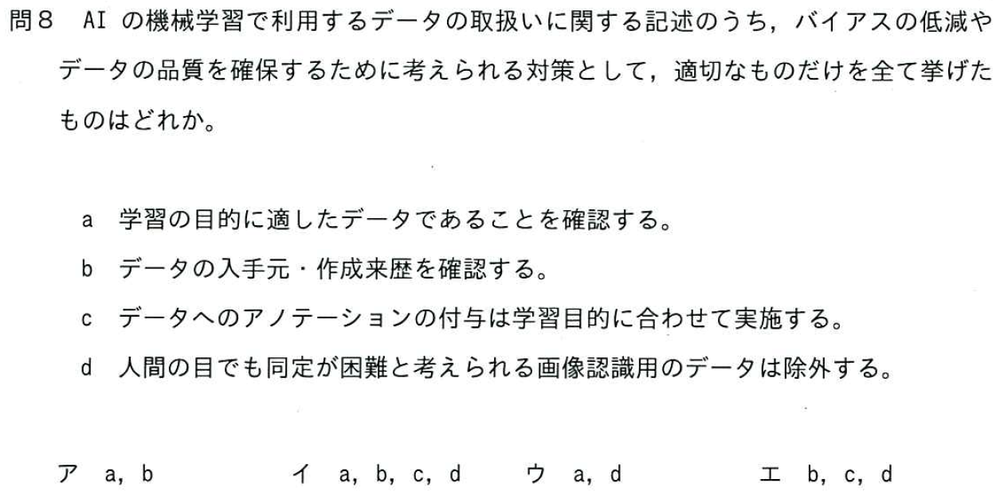 問8 AI の機械学習で利用するデータの取扱いに関する記述のうち，バイアスの低減や
データの品質を確保するために考えられる対策として，適切なものだけを全て挙げた
ものはどれか。
a 学習の目的に適したデータであることを確認する。
b データの入手元・作成来歴を確認する。
c データへのアノテーションの付与は学習目的に合わせて実施する。
d 人間の目でも同定が困難と考えられる画像認識用のデータは除外する。
ア a, b イ a, b, c, d ウ a, d エ b, c, d